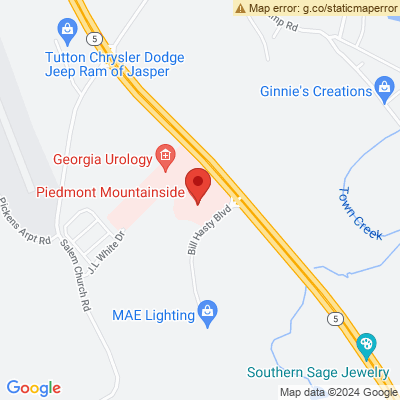 Map error: g.co/staticmaperror
mp Rd
5
Tutton Chrysler Dodge
Jeep Ram of Jasper
Ginnie's Creations
Georgia Urology
Piedmont Mountainside
Bill Hasty Blvd
Town Creek
Pickens Arpt Rd
Salem Church Rd
J.L White Dr
MAE Lighting
5
Southern Sage Jewelry
Google
Map data ©2024 Google